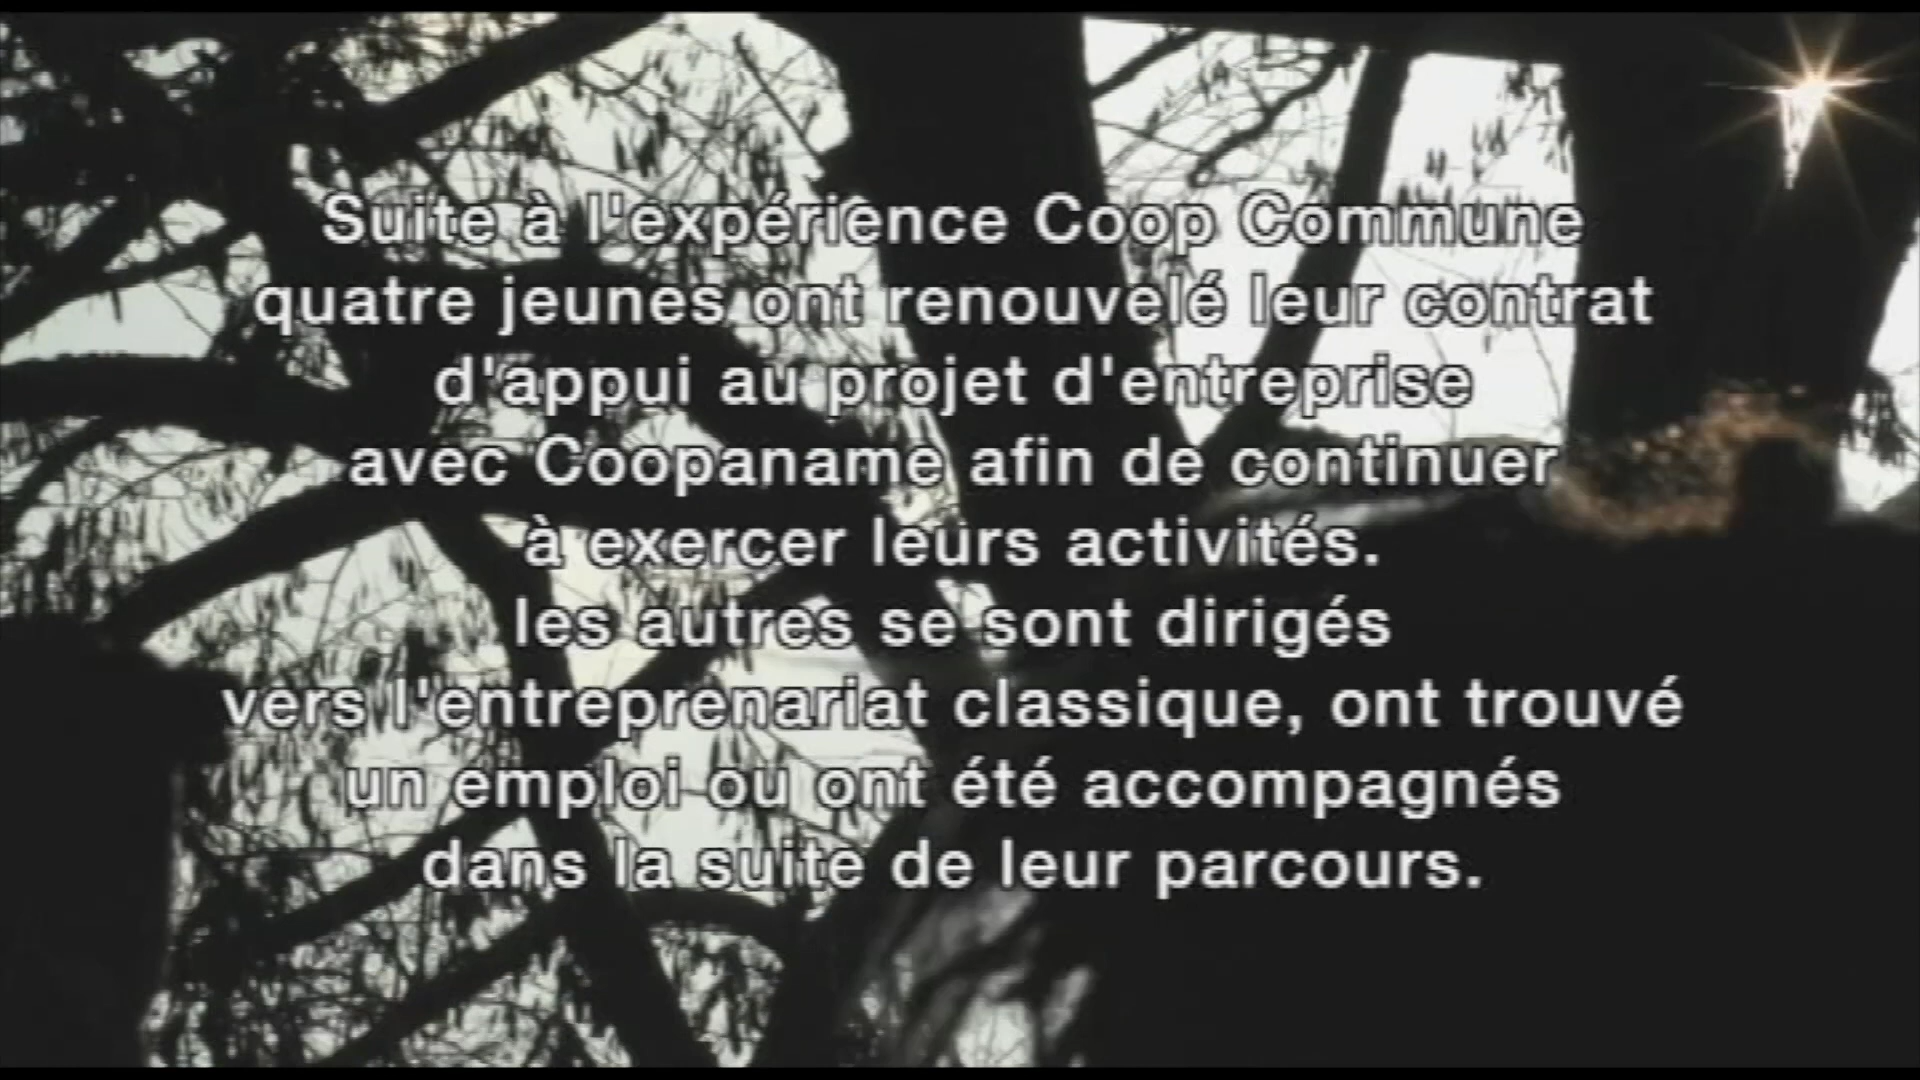 Suite à l'expérience Coop Commune
quatre jeunes ont renouvelé leur contrat
d'appui au projet d'entreprise
avec Coopaname afin de continuer
à exercer leurs activités.
les autres se sont dirigés
vers l'entreprenariat classique, ont trouvé
un emploi ou ont été accompagnés
dans la suite de leur parcours.